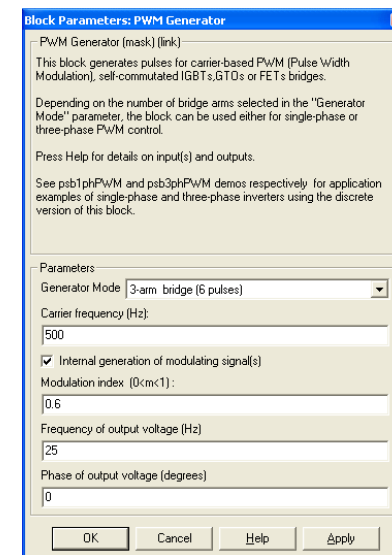 Block Parameters: PWM Generator
PWM Generator (mask) (link)
This block generates pulses for carrier-based PWM (Pulse Width
Modulation), self-commutated IGBTs,GTOs or FETs bridges.
Depending on the number of bridge arms selected in the "Generator
Mode" parameter, the block can be used either for single-phase or
three-phase PWM control.
Press Help for details on input(s) and outputs.
See psb1phPWM and psb3phPWM demos respectively for application
examples of single-phase and three-phase inverters using the discrete
version of this block.
Parameters
Generator Mode 3-arm bridge (6 pulses)
Carrier frequency (Hz):
500
Internal generation of modulating signal(s)
Modulation index (0<m<1) :
0.6
Frequency of output voltage (Hz)
25
Phase of output voltage (degrees)
0
OK Cancel Help Apply